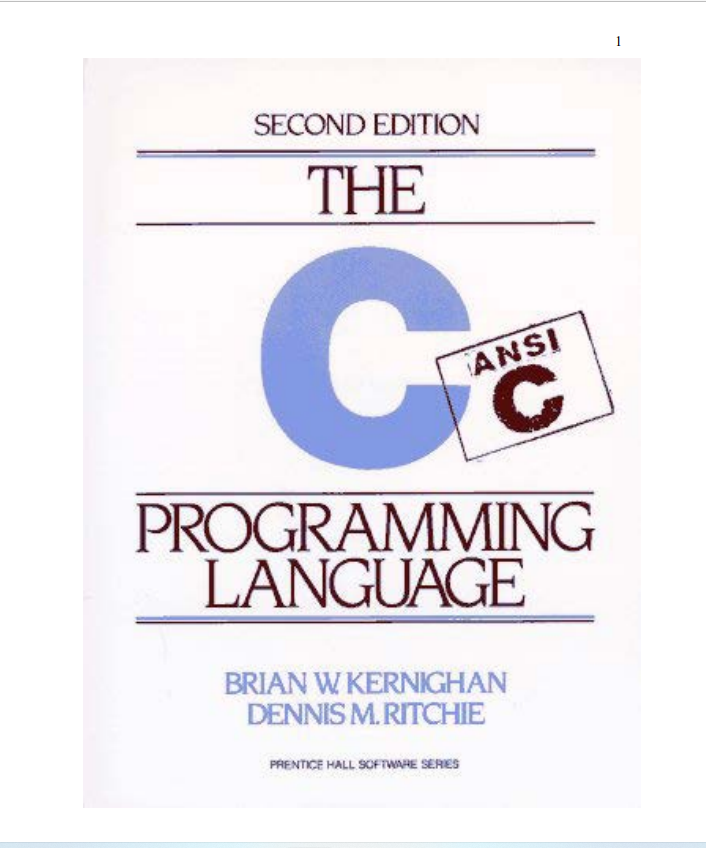 1
SECOND EDITION
THE
C
ANSI
C
PROGRAMMING
LANGUAGE
BRIAN W. KERNIGHAN
DENNIS M. RITCHIE
PRENTICE HALL SOFTWARE SERIES